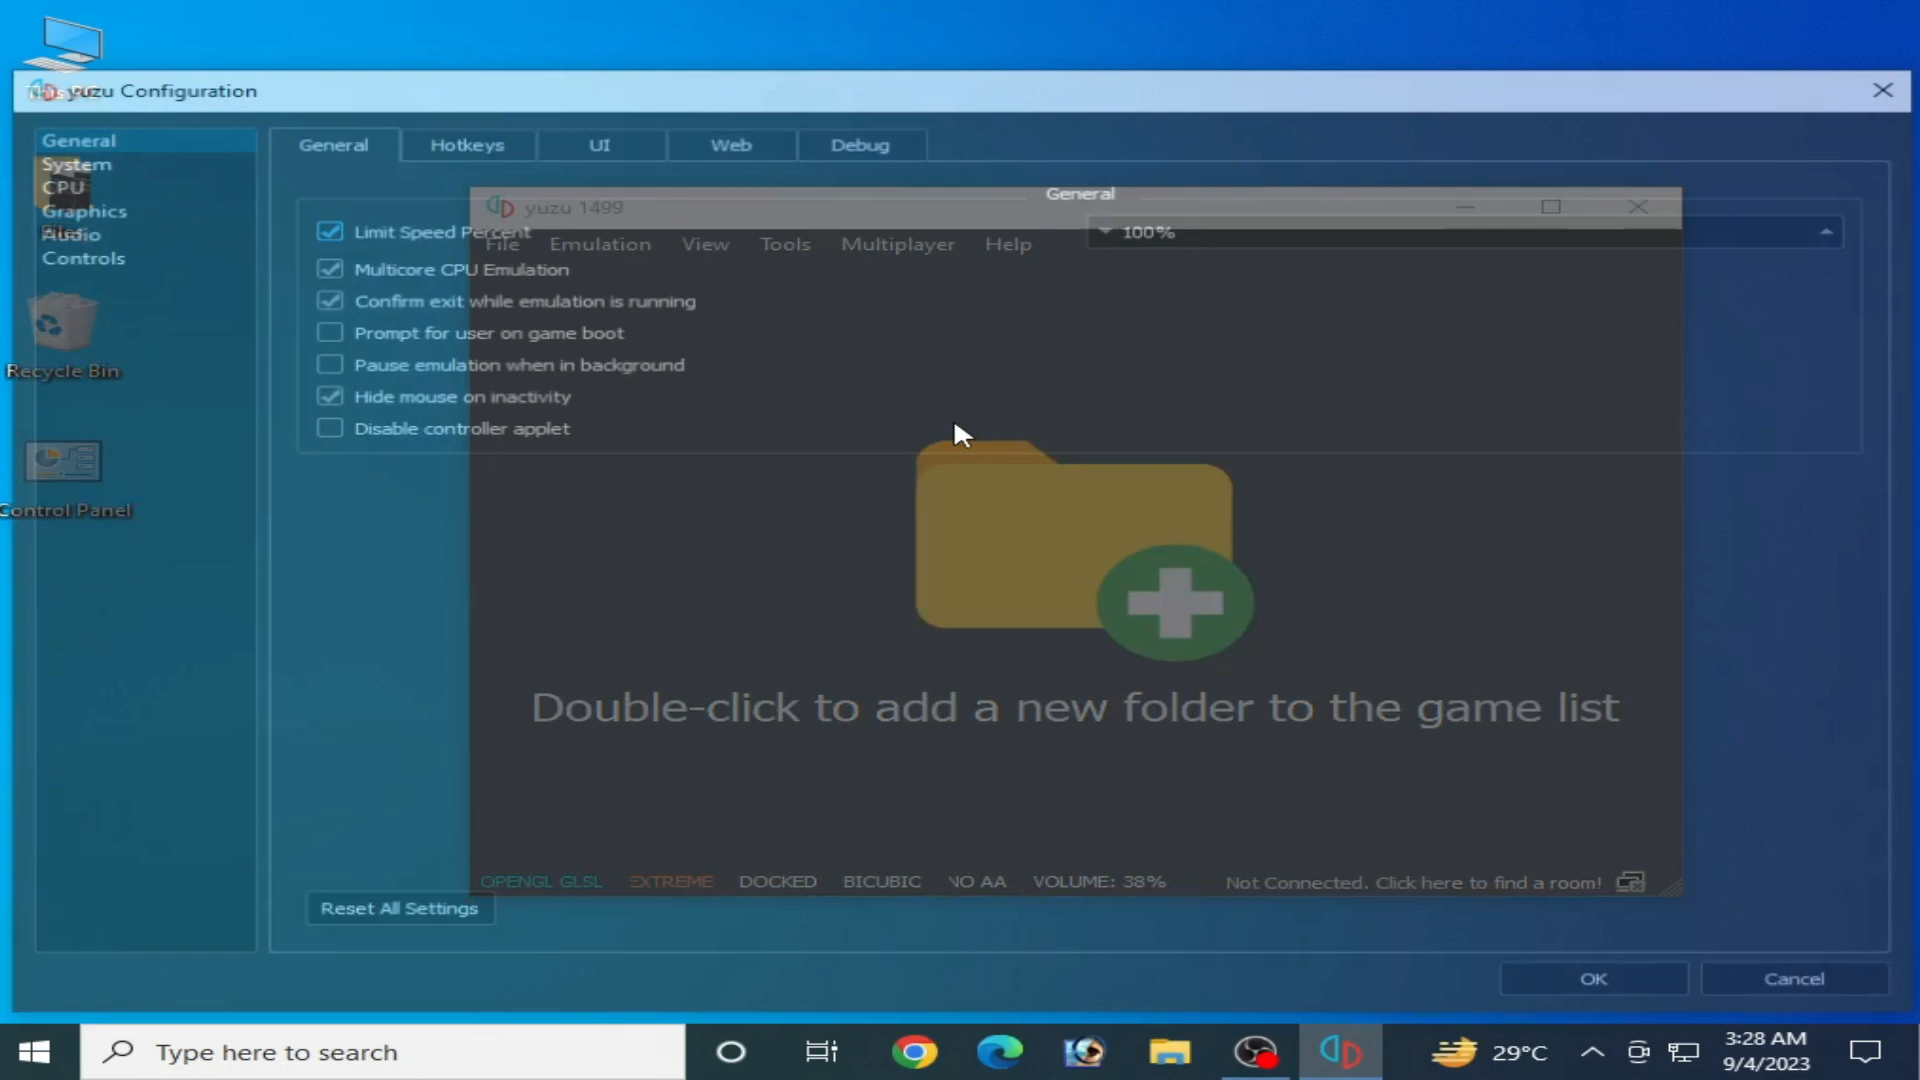 yuzu Configuration
General
System
CPU
Graphics
Audio
Controls
Recycle Bin
Control Panel
General
Hotkeys
UI
Web
Debug
General
yuzu 1499
File
Emulation
View
Tools
Multiplayer
Help
Limit Speed Percent
100%
Multicore CPU Emulation
Confirm exit while emulation is running
Prompt for user on game boot
Pause emulation when in background
Hide mouse on inactivity
Disable controller applet
Double-click to add a new folder to the game list
OPENGL GLSL
EXTREME
DOCKED
BICUBIC
NO AA
VOLUME: 38%
Not Connected. Click here to find a room!
Reset All Settings
OK
Cancel
Type here to search
29°C
3:28 AM
9/4/2023